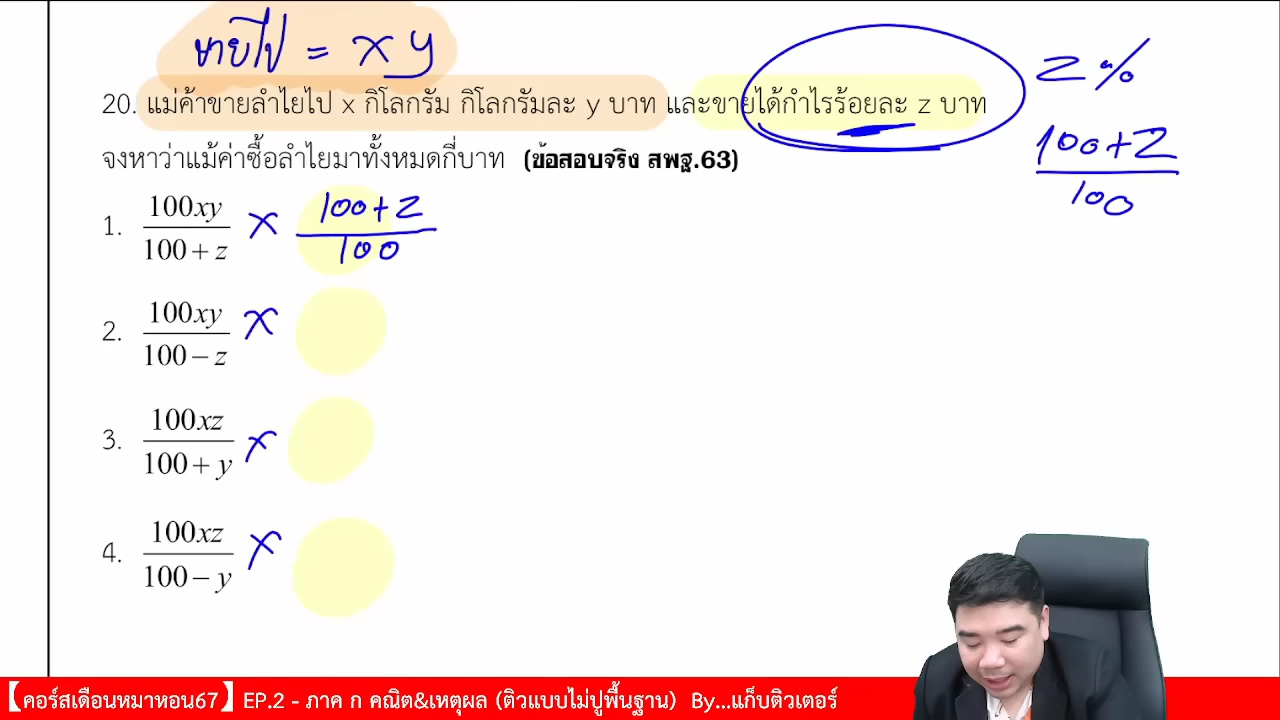 ขายไป = xy
20. แม่ค้าขายลำไยไป x กิโลกรัม กิโลกรัมละ y บาท และขายได้กำไรร้อยละ z บาท
จงหาว่าแม้ค่าซื้อลำไยมาทั้งหมดกี่บาท (ข้อสอบจริง สพฐ.63)
z %
100+z
100
1. 100xy × 100+z
100 + z 100
2. 100xy ×
100 − z
3. 100xz ×
100 + y
4. 100xz ×
100 − y
【คอร์สเดือนหมาหอน67】 EP.2 - ภาค ก คณิต&เหตุผล (ติวแบบไม่ปูพื้นฐาน) By...แก็บติวเตอร์